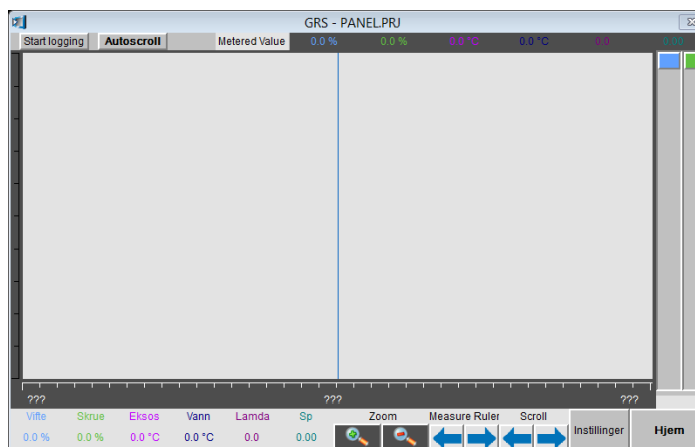 GRS - PANEL.PRJ
Start logging Autoscroll Metered Value 0.0 % 0.0 % 0.0 °C 0.0 °C 0.0 0.00
??? ??? ???
Vifte Skrue Eksos Vann Lamda Sp Zoom Measure Ruler Scroll
0.0 % 0.0 % 0.0 °C 0.0 °C 0.0 0.00 Instillinger Hjem